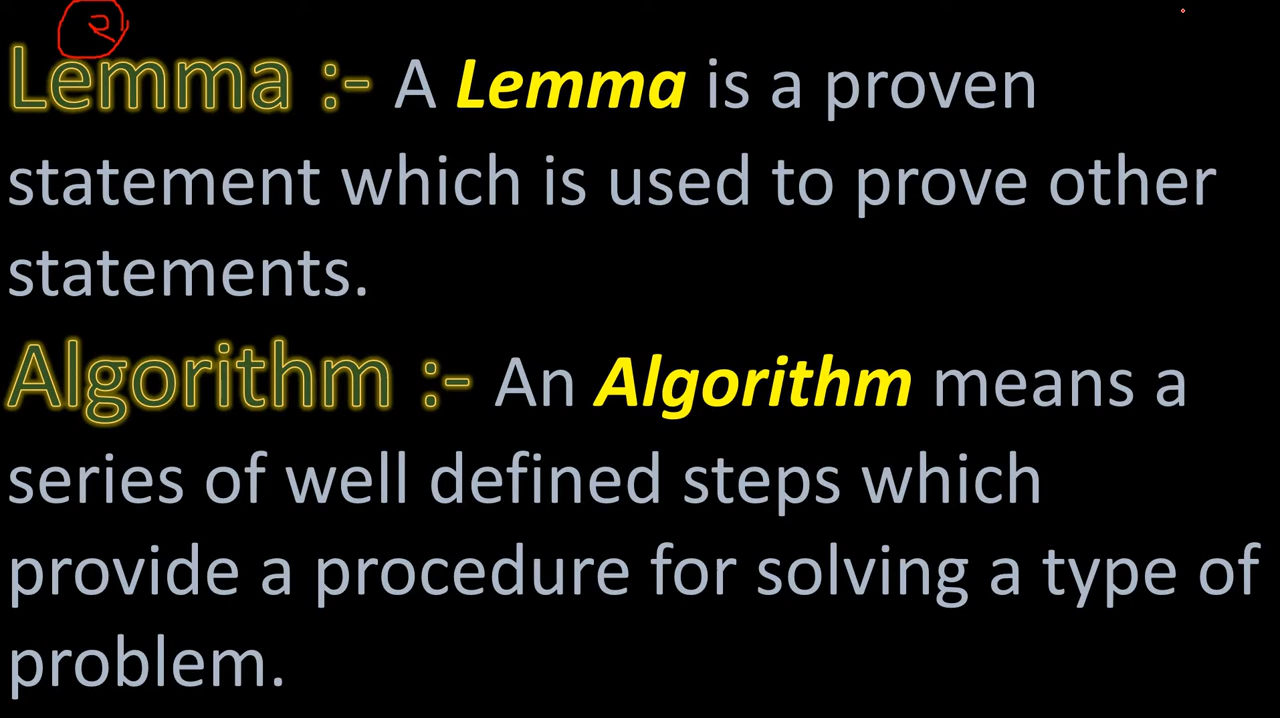 २
Lemma :- A Lemma is a proven
statement which is used to prove other
statements.
Algorithm :- An Algorithm means a
series of well defined steps which
provide a procedure for solving a type of
problem.